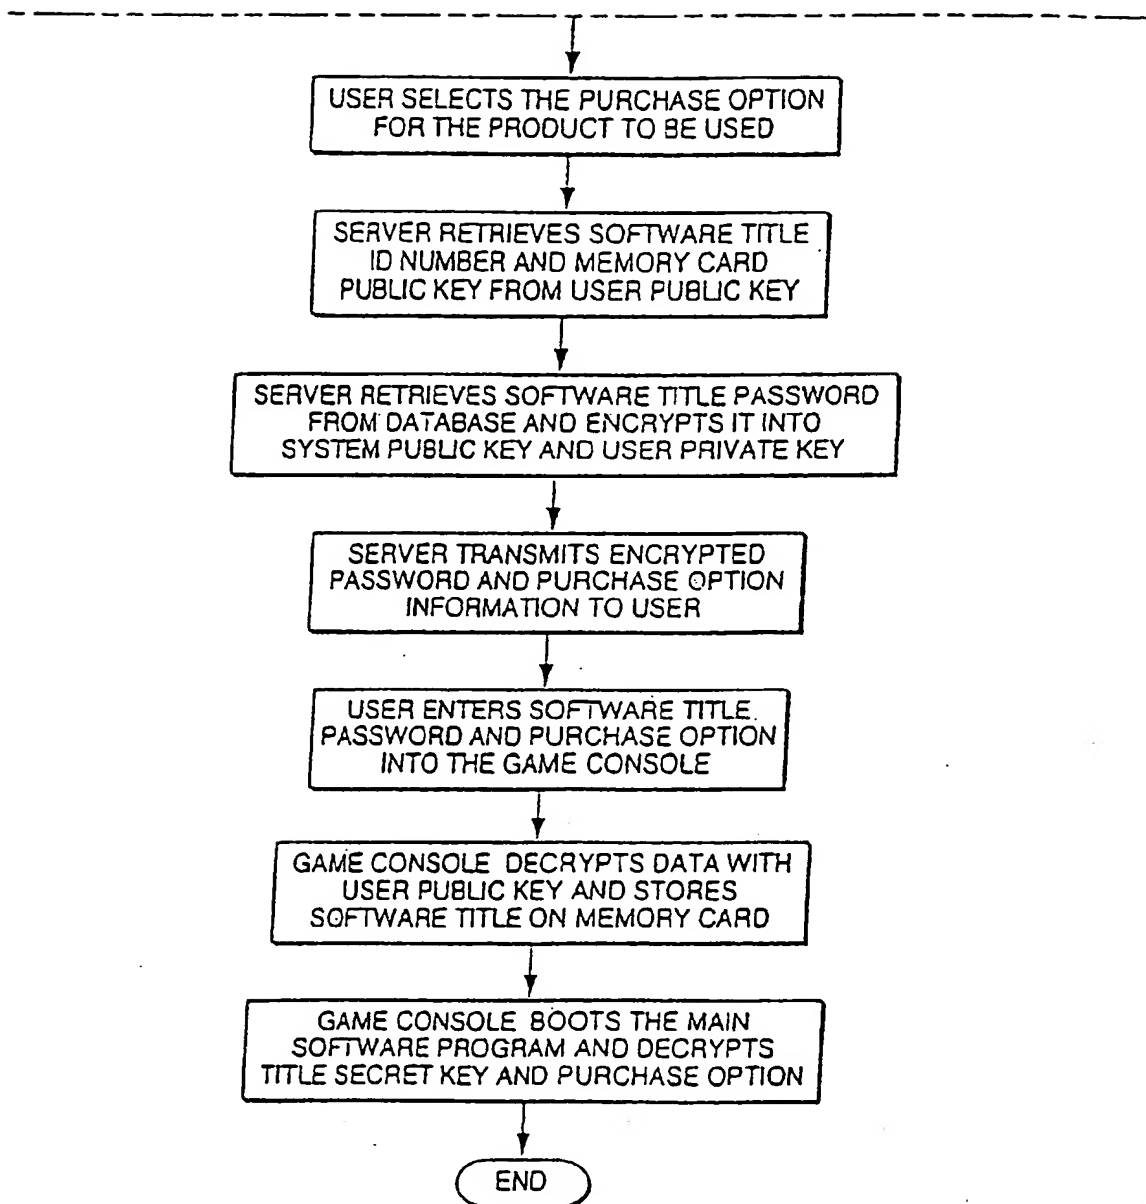 USER SELECTS THE PURCHASE OPTION
FOR THE PRODUCT TO BE USED
SERVER RETRIEVES SOFTWARE TITLE
ID NUMBER AND MEMORY CARD
PUBLIC KEY FROM USER PUBLIC KEY
SERVER RETRIEVES SOFTWARE TITLE PASSWORD
FROM DATABASE AND ENCRYPTS IT INTO
SYSTEM PUBLIC KEY AND USER PRIVATE KEY
SERVER TRANSMITS ENCRYPTED
PASSWORD AND PURCHASE OPTION
INFORMATION TO USER
USER ENTERS SOFTWARE TITLE
PASSWORD AND PURCHASE OPTION
INTO THE GAME CONSOLE
GAME CONSOLE DECRYPTS DATA WITH
USER PUBLIC KEY AND STORES
SOFTWARE TITLE ON MEMORY CARD
GAME CONSOLE BOOTS THE MAIN
SOFTWARE PROGRAM AND DECRYPTS
TITLE SECRET KEY AND PURCHASE OPTION
END